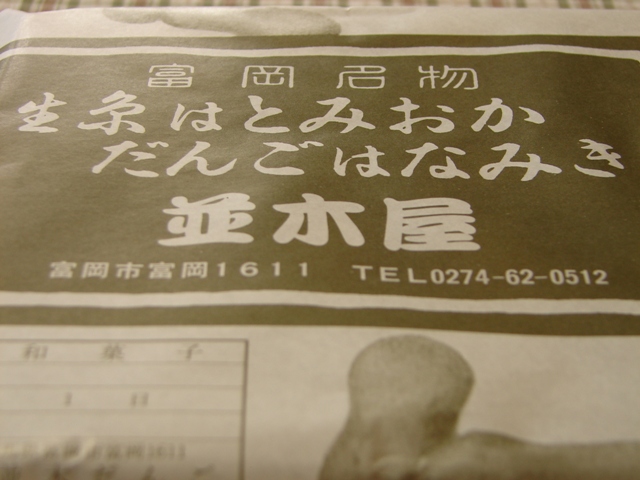 富岡名物
生糸はとみおか
だんごはなみき
並木屋
富岡市富岡1611 TEL0274-62-0512
和菓子